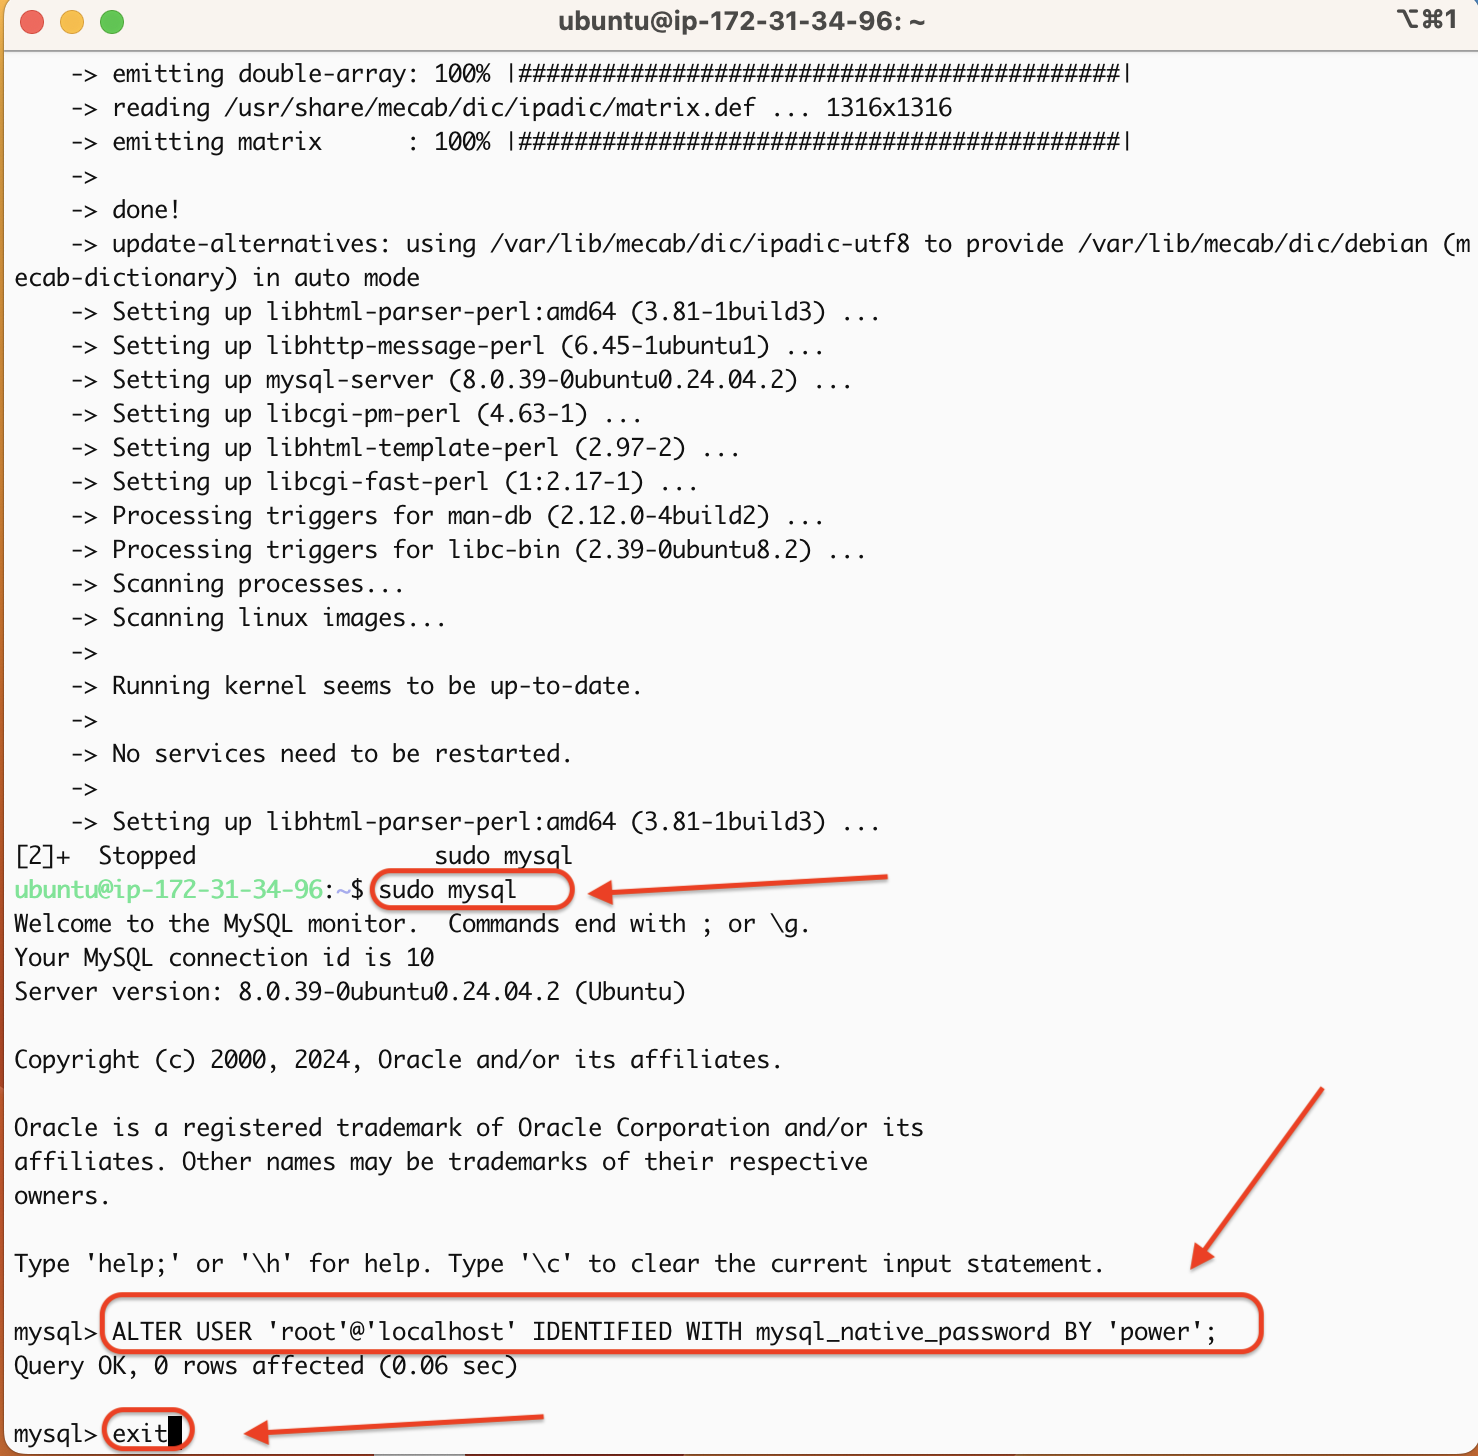 ubuntu@ip-172-31-34-96: ~
⌥⌘1
-> emitting double-array: 100% |###########################################|
-> reading /usr/share/mecab/dic/ipadic/matrix.def ... 1316x1316
-> emitting matrix      : 100% |###########################################|
->
-> done!
-> update-alternatives: using /var/lib/mecab/dic/ipadic-utf8 to provide /var/lib/mecab/dic/debian (m
ecab-dictionary) in auto mode
-> Setting up libhtml-parser-perl:amd64 (3.81-1build3) ...
-> Setting up libhttp-message-perl (6.45-1ubuntu1) ...
-> Setting up mysql-server (8.0.39-0ubuntu0.24.04.2) ...
-> Setting up libcgi-pm-perl (4.63-1) ...
-> Setting up libhtml-template-perl (2.97-2) ...
-> Setting up libcgi-fast-perl (1:2.17-1) ...
-> Processing triggers for man-db (2.12.0-4build2) ...
-> Processing triggers for libc-bin (2.39-0ubuntu8.2) ...
-> Scanning processes...
-> Scanning linux images...
->
-> Running kernel seems to be up-to-date.
->
-> No services need to be restarted.
->
-> Setting up libhtml-parser-perl:amd64 (3.81-1build3) ...
[2]+  Stopped                 sudo mysql
ubuntu@ip-172-31-34-96:~$ sudo mysql
Welcome to the MySQL monitor.  Commands end with ; or \g.
Your MySQL connection id is 10
Server version: 8.0.39-0ubuntu0.24.04.2 (Ubuntu)
Copyright (c) 2000, 2024, Oracle and/or its affiliates.
Oracle is a registered trademark of Oracle Corporation and/or its
affiliates. Other names may be trademarks of their respective
owners.
Type 'help;' or '\h' for help. Type '\c' to clear the current input statement.
mysql> ALTER USER 'root'@'localhost' IDENTIFIED WITH mysql_native_password BY 'power';
Query OK, 0 rows affected (0.06 sec)
mysql> exit